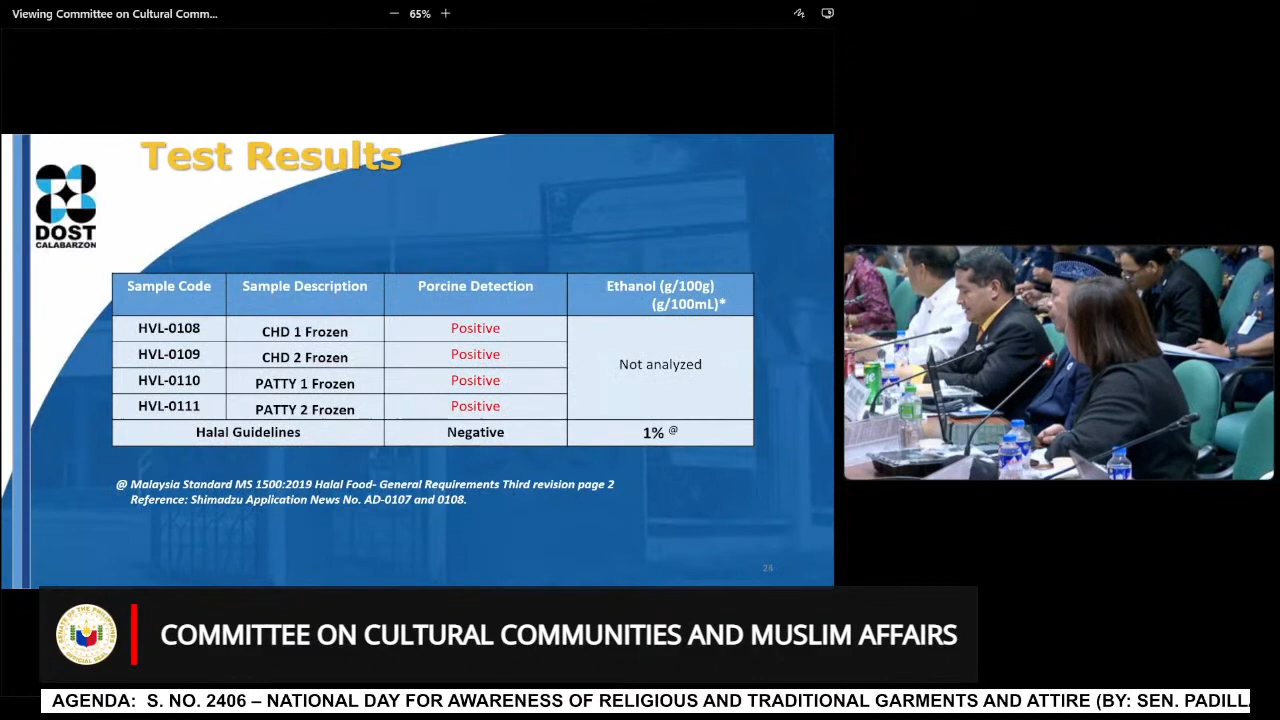 Viewing Committee on Cultural Comm...
65%
Test Results
DOST
CALABARZON
Sample Code Sample Description Porcine Detection Ethanol (g/100g)
(g/100mL)*
HVL-0108 CHD 1 Frozen Positive
HVL-0109 CHD 2 Frozen Positive
Not analyzed
HVL-0110 PATTY 1 Frozen Positive
HVL-0111 PATTY 2 Frozen Positive
Halal Guidelines Negative 1% @
@ Malaysia Standard MS 1500:2019 Halal Food- General Requirements Third revision page 2
Reference: Shimadzu Application News No. AD-0107 and 0108.
COMMITTEE ON CULTURAL COMMUNITIES AND MUSLIM AFFAIRS
AGENDA: S. NO. 2406 – NATIONAL DAY FOR AWARENESS OF RELIGIOUS AND TRADITIONAL GARMENTS AND ATTIRE (BY: SEN. PADILL